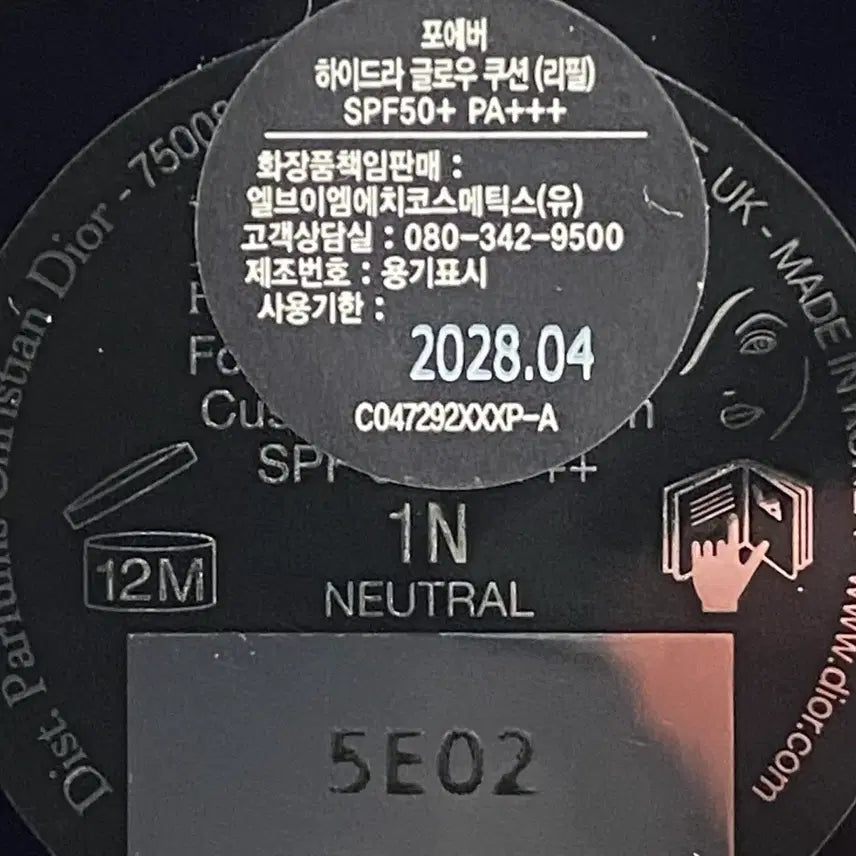 포에버
하이드라 글로우 쿠션 (리필)
SPF50+ PA+++
화장품책임판매 :
엘브이엠에치코스메틱스(유)
고객상담실 : 080-342-9500
제조번호 : 용기표시
사용기한 :
2028.04
C047292XXXP-A
1N
NEUTRAL
12M
5E02
Dist. Parfums Christian Dior - 7500
UK - MADE IN
www.dior.com